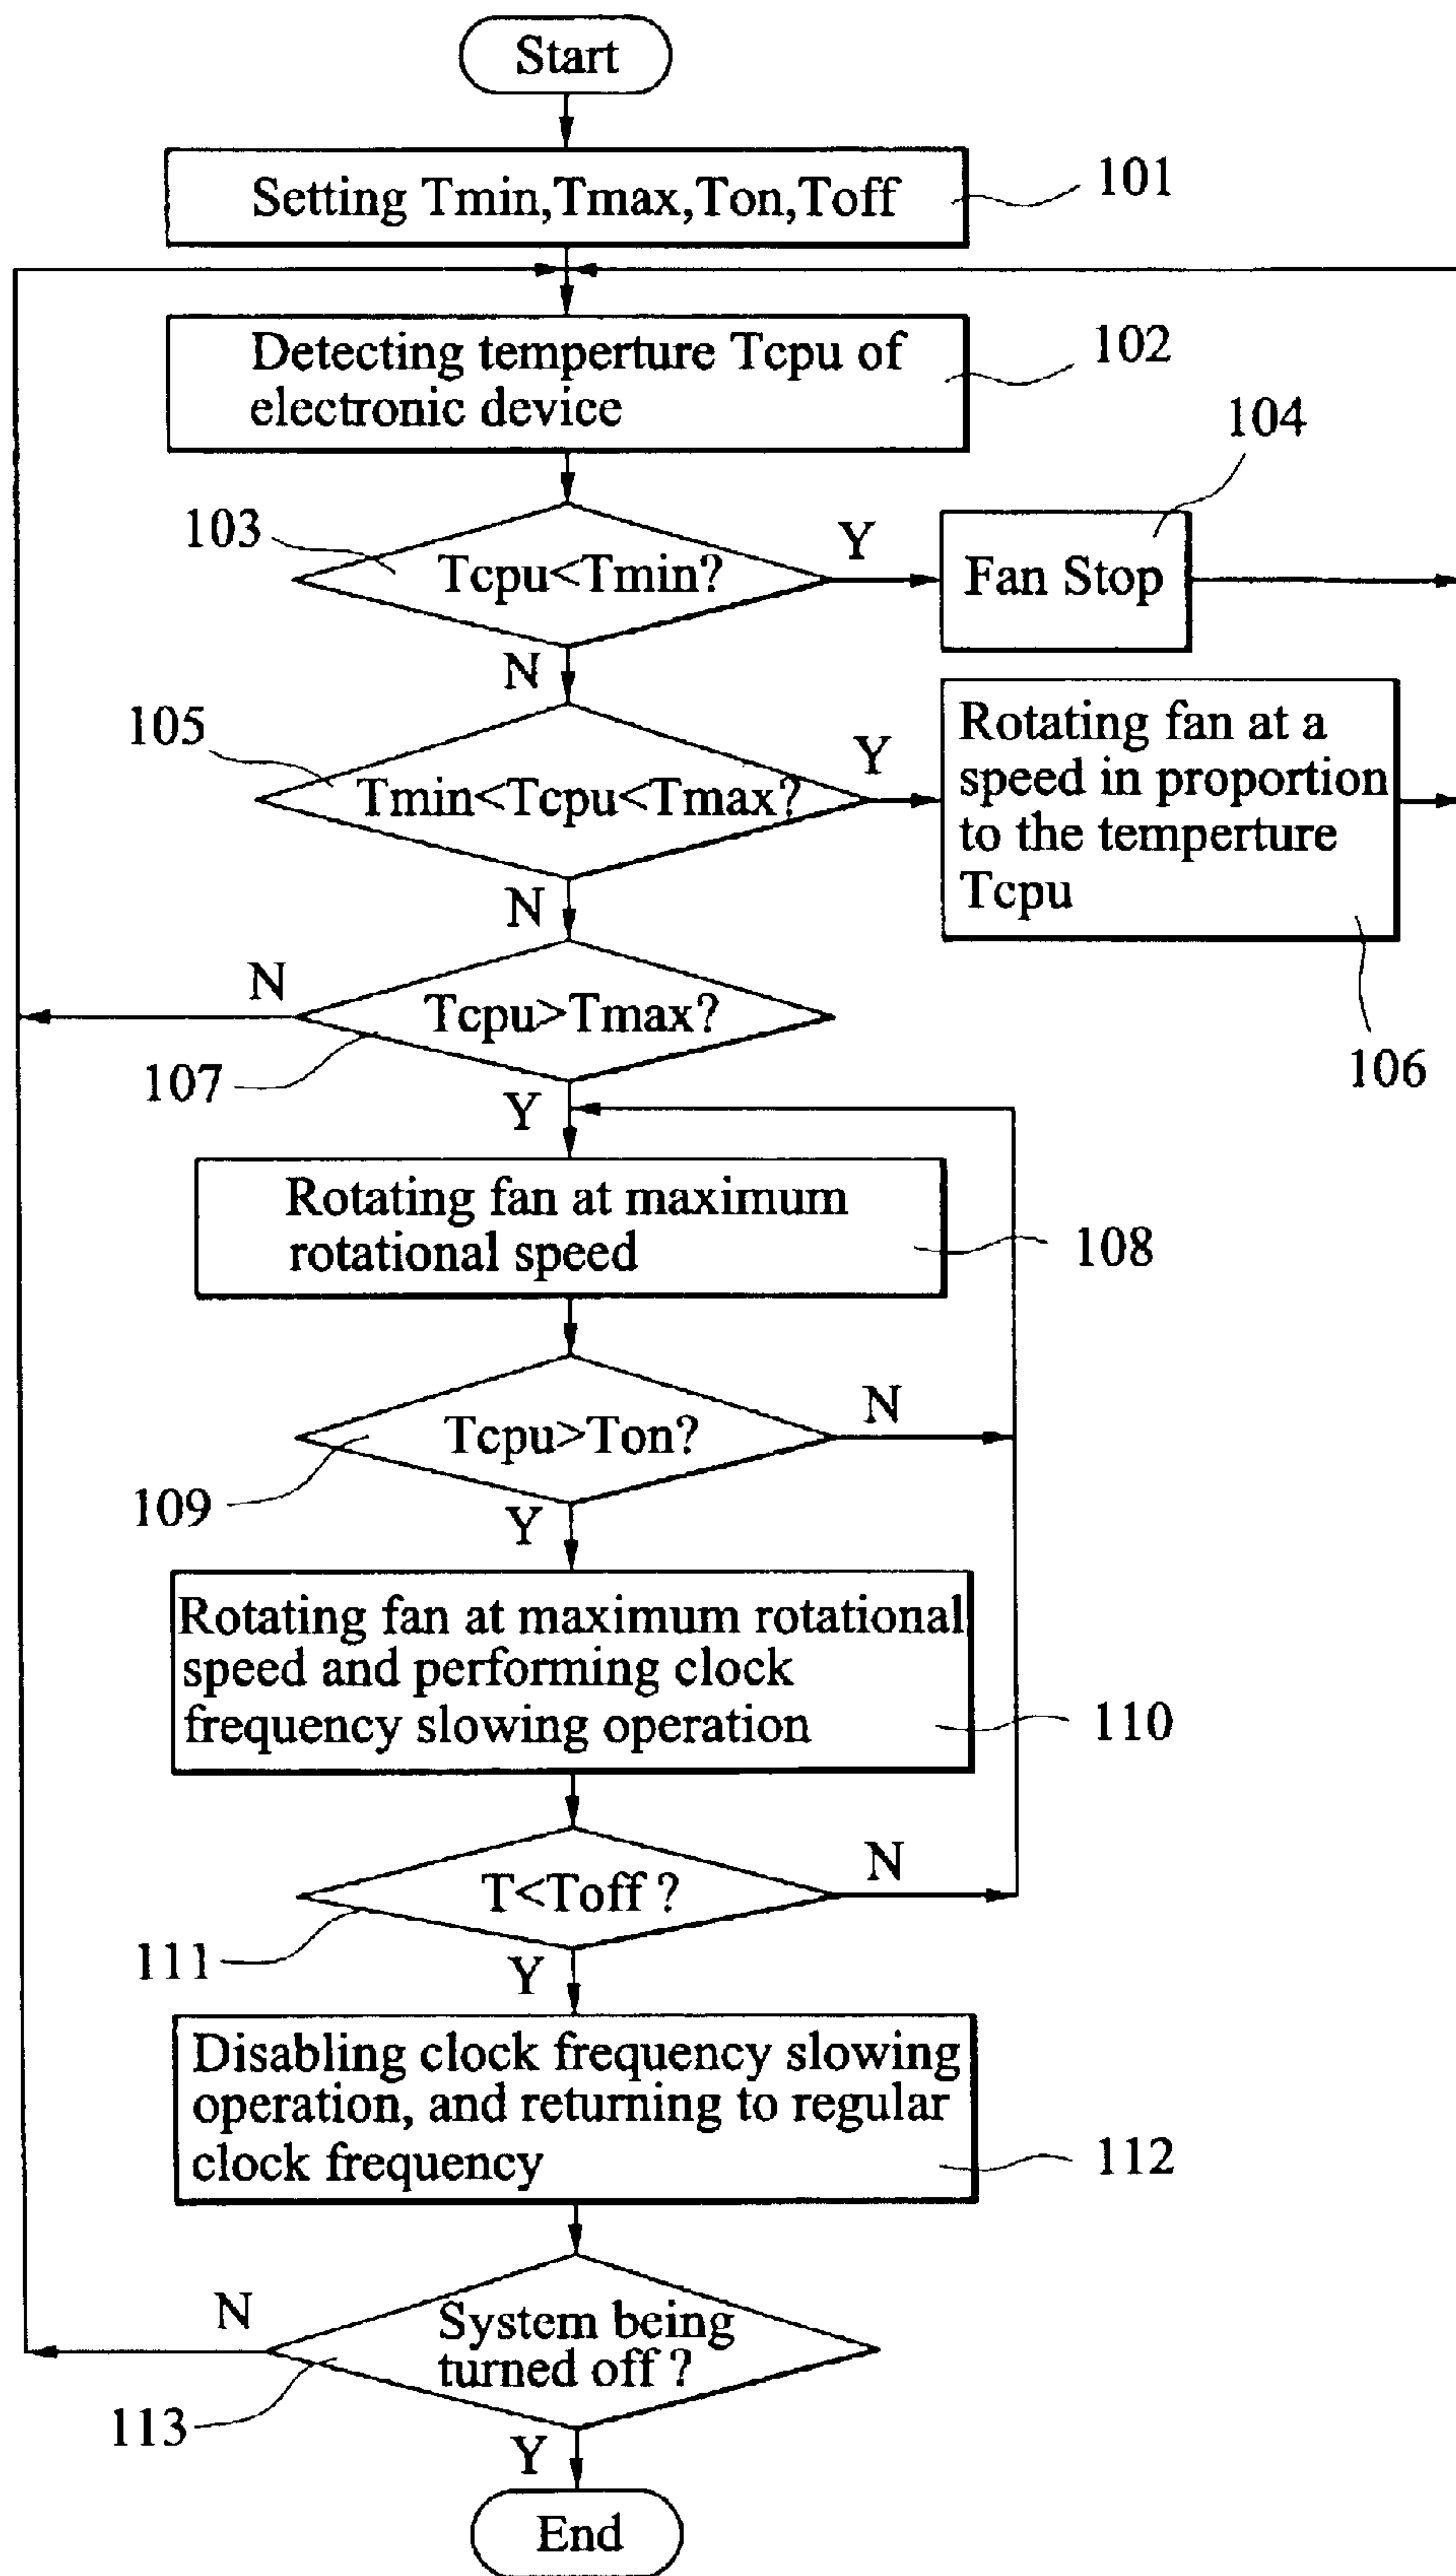 Start
Setting Tmin,Tmax,Ton,Toff
101
Detecting temperture Tcpu of
electronic device
102
103
Tcpu<Tmin?
Y
Fan Stop
104
N
105
Tmin<Tcpu<Tmax?
Y
Rotating fan at a
speed in proportion
to the temperture
Tcpu
106
N
Tcpu>Tmax?
N
107
Y
Rotating fan at maximum
rotational speed
108
Tcpu>Ton?
N
109
Y
Rotating fan at maximum rotational
speed and performing clock
frequency slowing operation
110
T<Toff ?
N
111
Y
Disabling clock frequency slowing
operation, and returning to regular
clock frequency
112
N
System being
turned off ?
113
Y
End